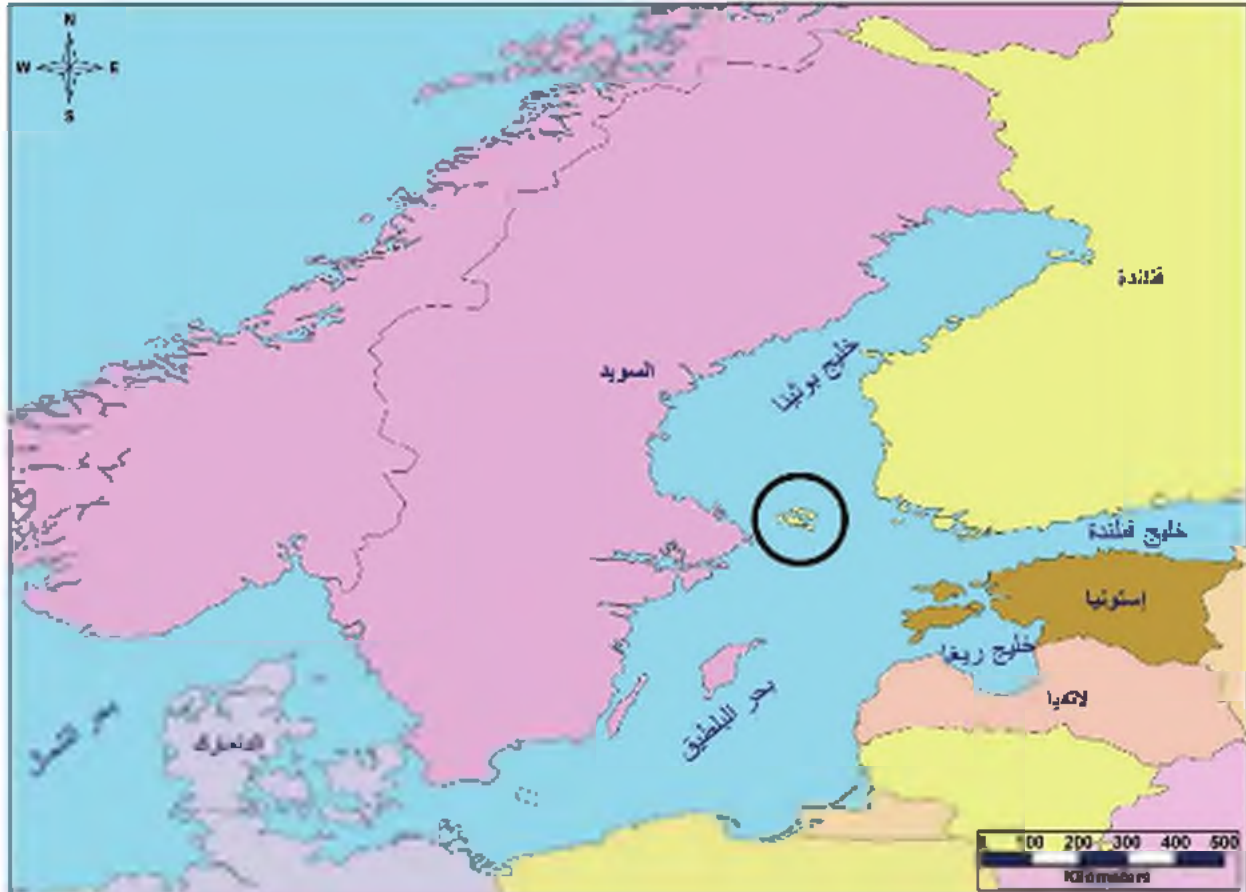 N
W E
S
فنلندة
السويد
خليج بوثينا
خليج فنلندة
إستونيا
خليج ريغا
لاتفيا
بحر البلطيق
بحر الشمال
الدنمارك
100 200 300 400 500
Kilometers